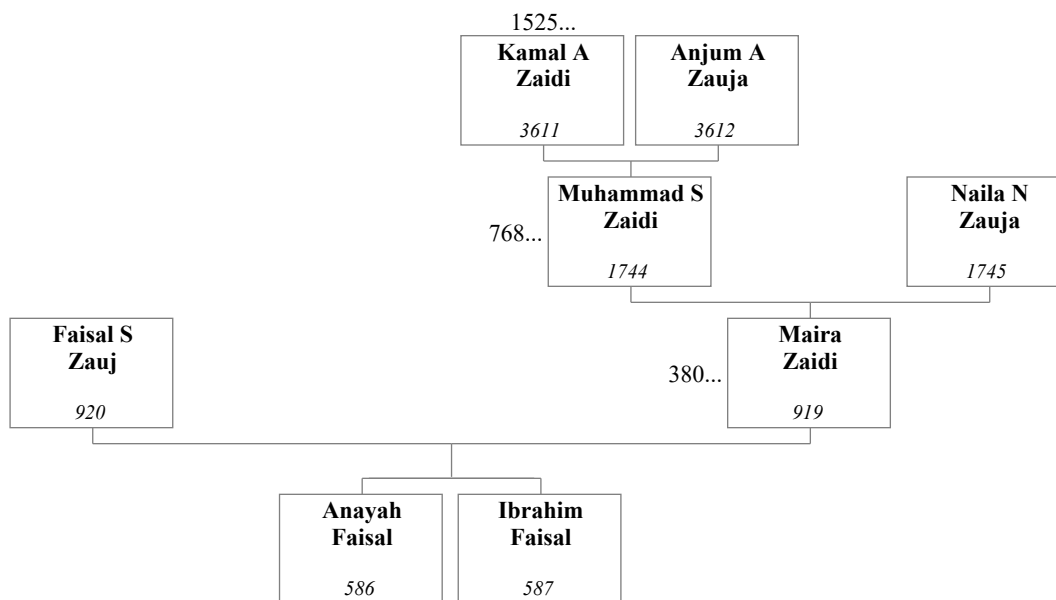 1525...
Kamal A
Zaidi
3611
Anjum A
Zauja
3612
768...
Muhammad S
Zaidi
1744
Naila N
Zauja
1745
Faisal S
Zauj
920
380...
Maira
Zaidi
919
Anayah
Faisal
586
Ibrahim
Faisal
587